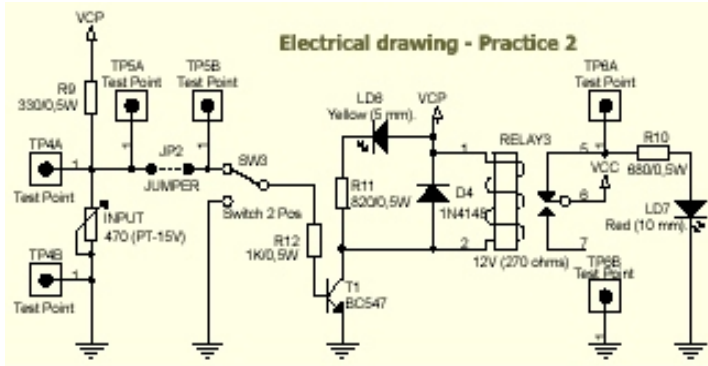 VCP
Electrical drawing - Practice 2
TP5A
Test Point
TP5B
Test Point
TP6A
Test Point
R9
330/0,5W
LD6
Yellow (5 mm).
VCP
RELAY3
TP4A
1
Test Point
JP2
JUMPER
SW3
1
5
R10
680/0,5W
VCC
6
R11
820/0,5W
D4
1N4148
INPUT
470 (PT-15V)
Switch 2 Pos
R12
1K/0,5W
LD7
Red (10 mm).
2
7
12V (270 ohms)
TP4B
1
Test Point
T1
BC547
TP6B
Test Point